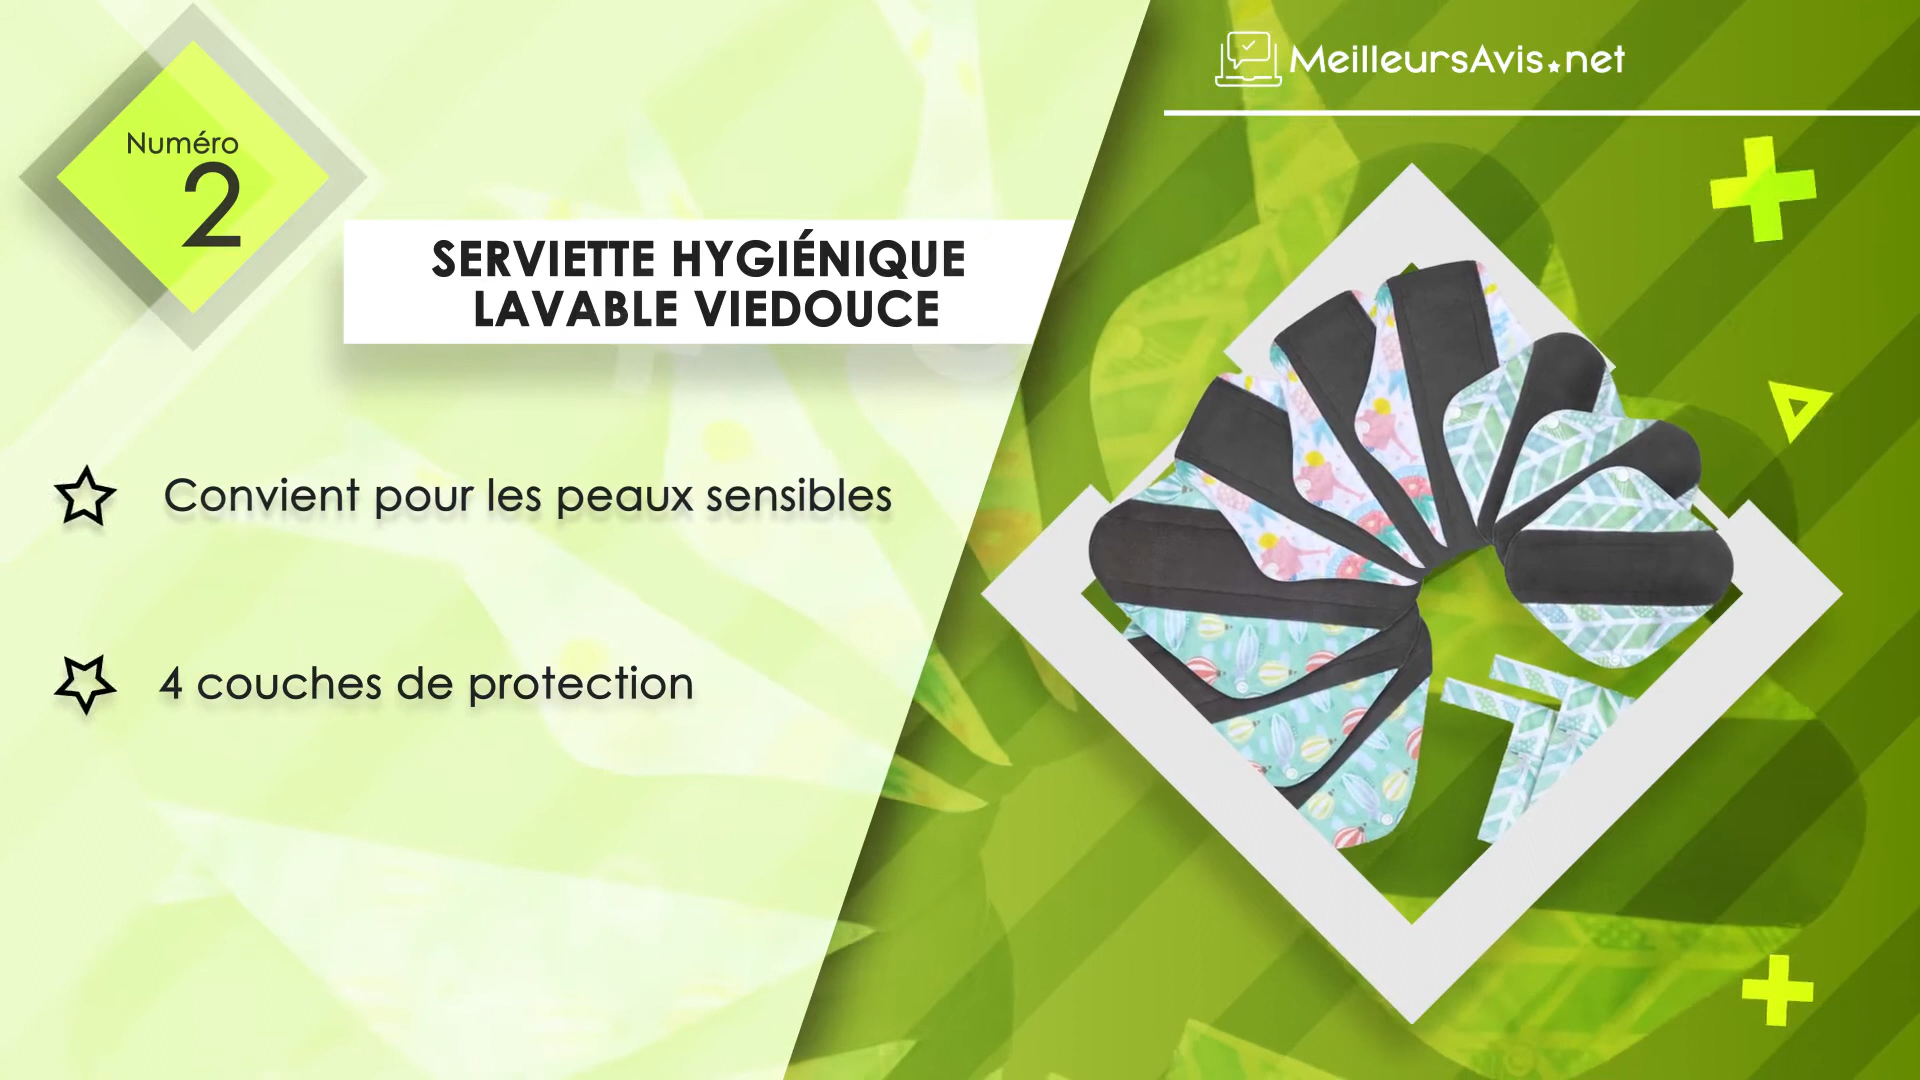 MeilleursAvis.net
Numéro
2
SERVIETTE HYGIÉNIQUE
LAVABLE VIEDOUCE
Convient pour les peaux sensibles
4 couches de protection